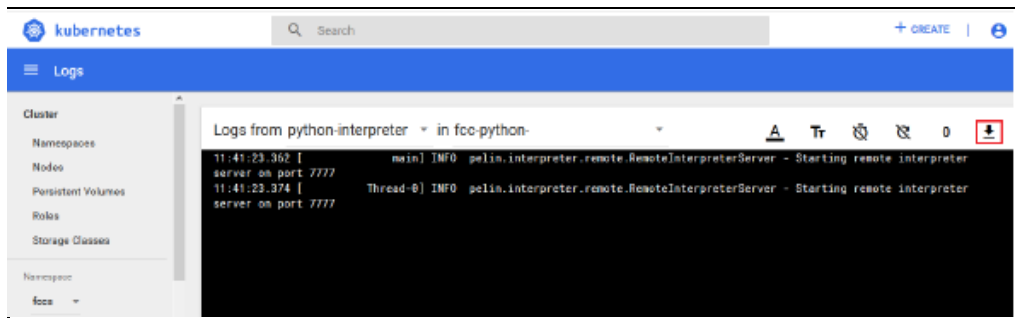 kubernetes
Search
+ CREATE |
Logs
Cluster
Namespaces
Nodes
Persistent Volumes
Roles
Storage Classes
Namespace
Logs from python-interpreter in fcc-python-
A Tт 0
11:41:23.362 [ main] INFO pelin.interpreter.remote.RemoteInterpreterServer - Starting remote interpreter
server on port 7777
11:41:23.374 [ Thread-0] INFO pelin.interpreter.remote.RemoteInterpreterServer - Starting remote interpreter
server on port 7777